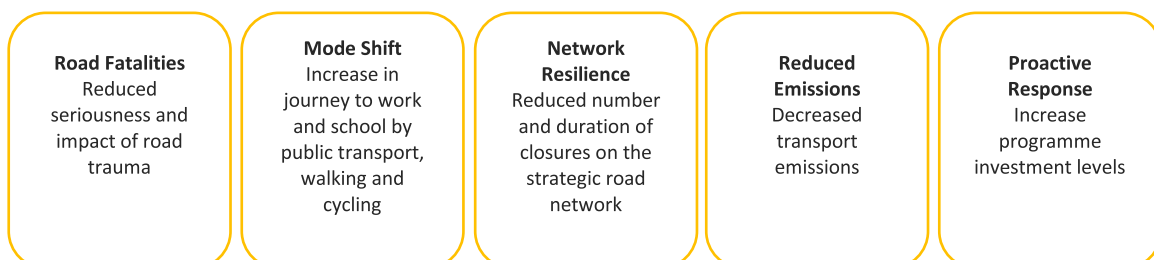 Road Fatalities
Reduced
seriousness and
impact of road
trauma
Mode Shift
Increase in
journey to work
and school by
public transport,
walking and
cycling
Network
Resilience
Reduced number
and duration of
closures on the
strategic road
network
Reduced
Emissions
Decreased
transport
emissions
Proactive
Response
Increase
programme
investment levels